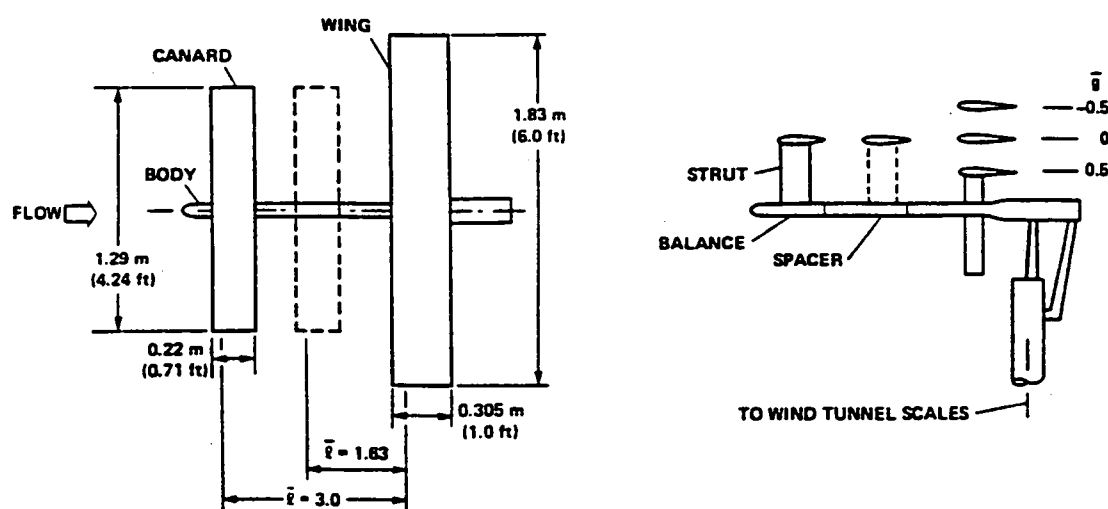 WING
CANARD
BODY
FLOW
1.29 m
(4.24 ft)
0.22 m
(0.71 ft)
1.83 m
(6.0 ft)
0.305 m
(1.0 ft)
ℓ̄ = 1.63
ℓ̄ = 3.0
g̅
-0.5
0
0.5
STRUT
BALANCE
SPACER
TO WIND TUNNEL SCALES